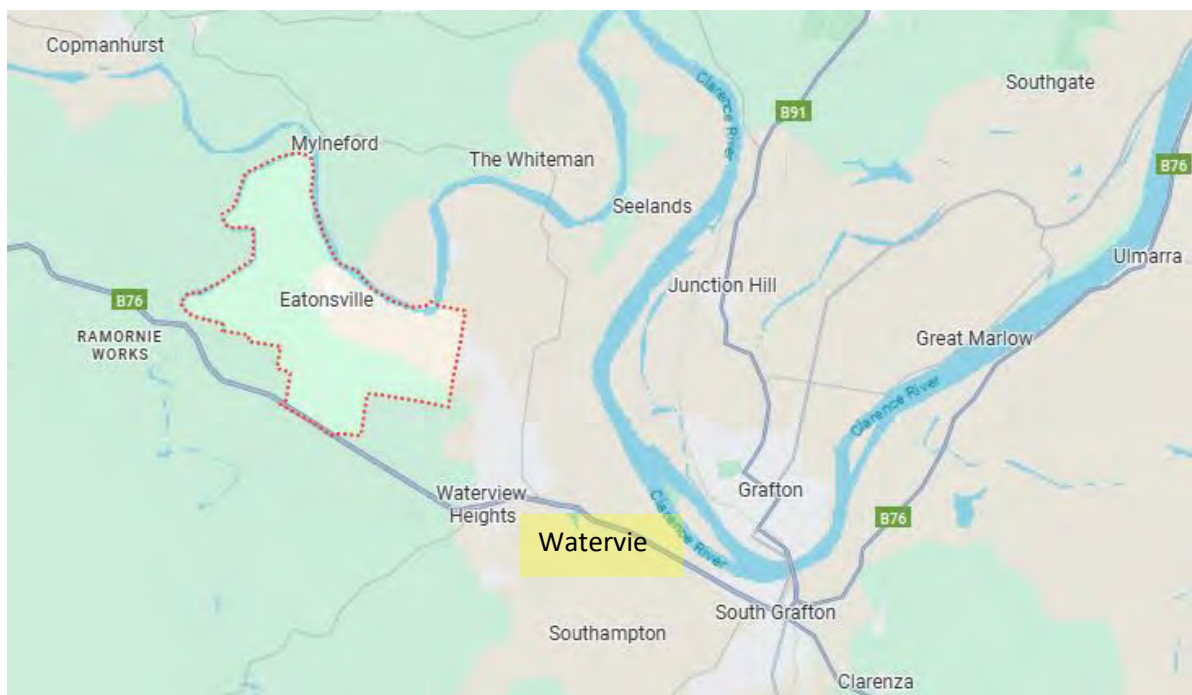 Copmanhurst
Southgate
Clarence River
B91
Mylneford
The Whiteman
B76
Seelands
Ulmarra
Junction Hill
Eatonsville
B76
RAMORNIE
WORKS
Great Marlow
Clarence River
Grafton
Waterview
Heights
Clarence River
B76
Watervie
South Grafton
Southampton
Clarenza